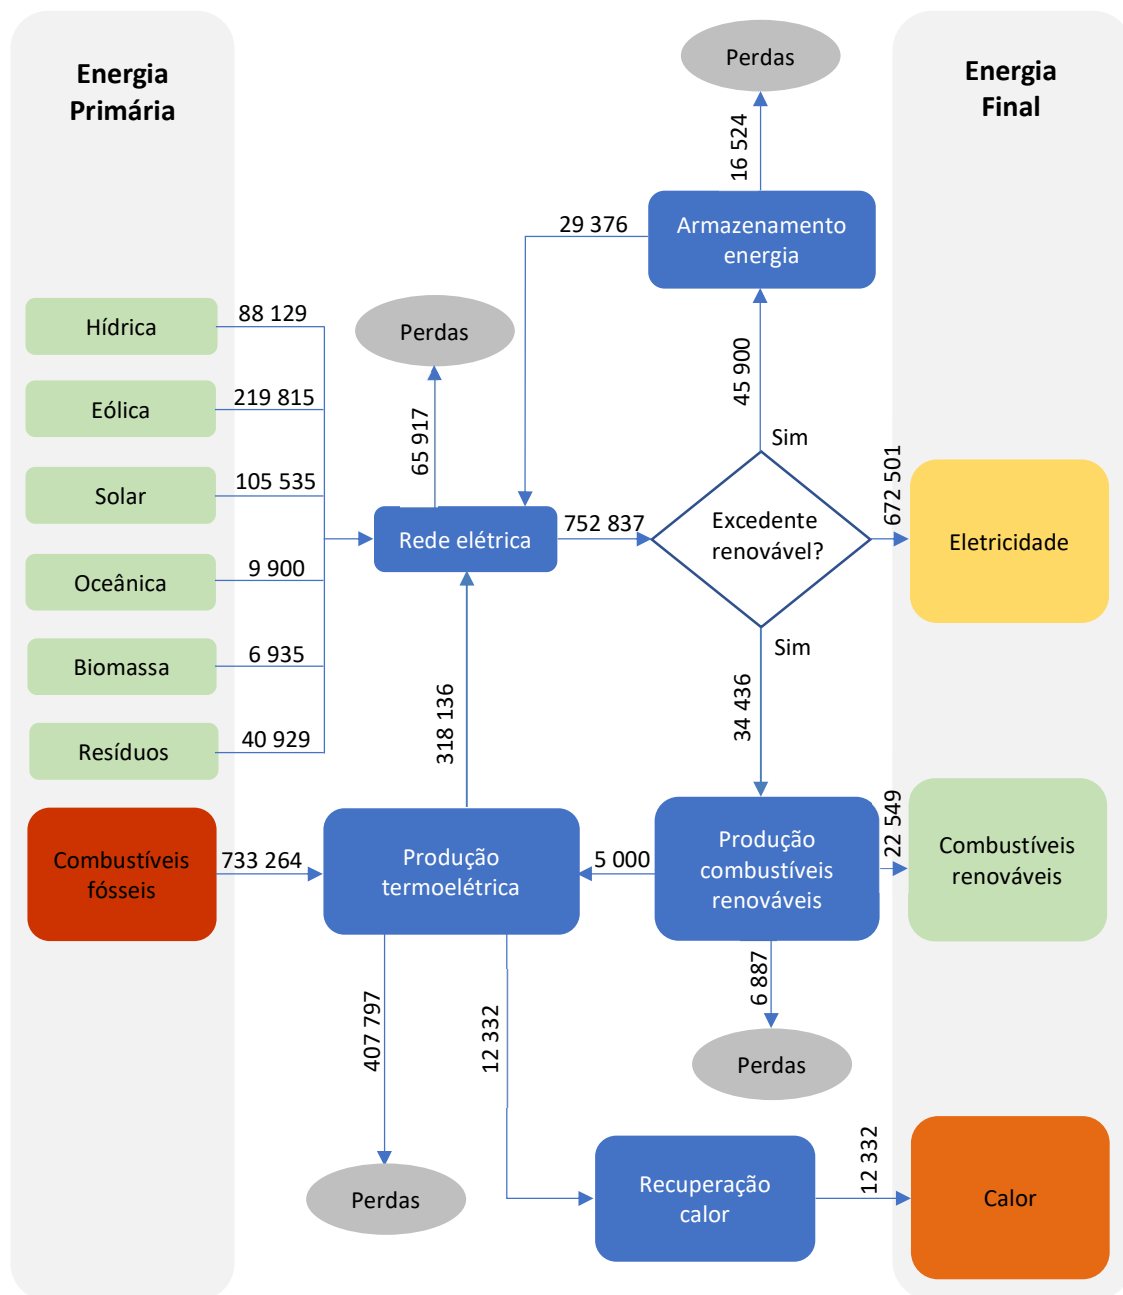 Energia
Primária
Energia
Final
Perdas
16 524
Armazenamento
energia
29 376
Hídrica
88 129
Perdas
45 900
Eólica
219 815
65 917
Sim
672 501
Solar
105 535
Rede elétrica
752 837
Excedente
renovável?
Eletricidade
Oceânica
9 900
Biomassa
6 935
Sim
318 136
34 436
Resíduos
40 929
Combustíveis
fósseis
733 264
Produção
termoelétrica
5 000
Produção
combustíveis
renováveis
22 549
Combustíveis
renováveis
407 797
12 332
6 887
Perdas
Perdas
Recuperação
calor
12 332
Calor